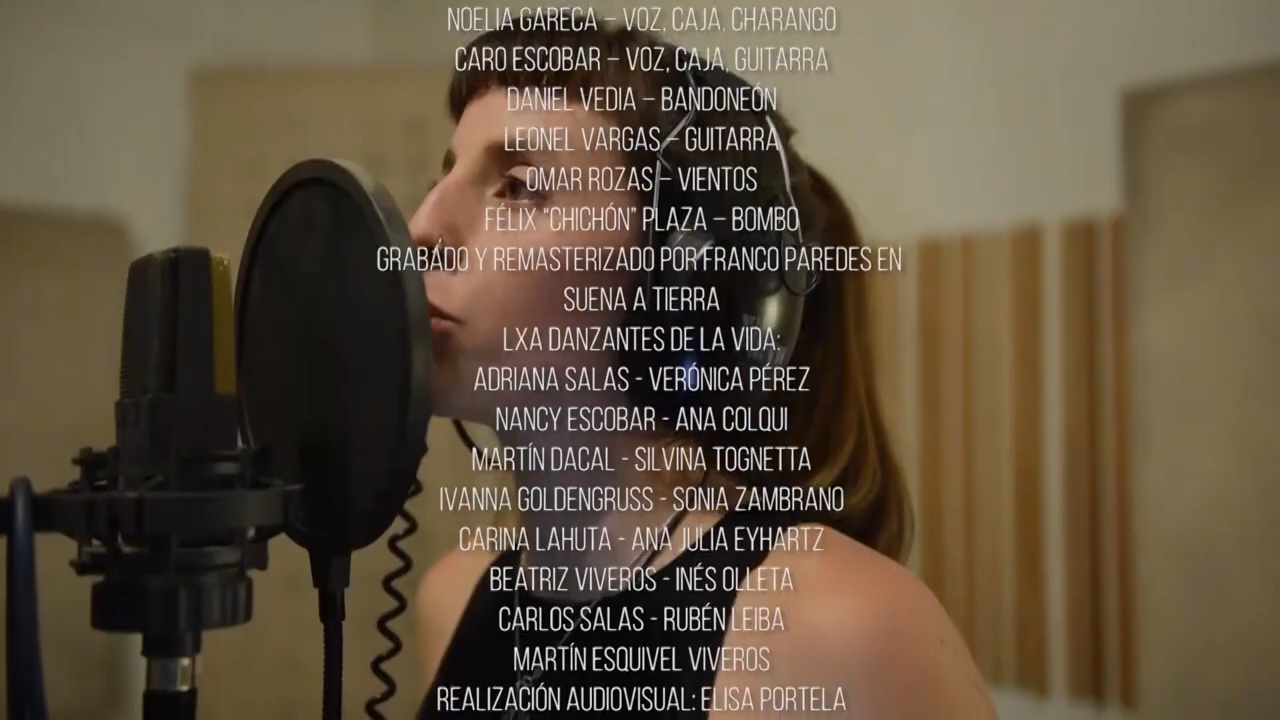 NOELIA GARECA – VOZ, CAJA, CHARANGO
CARO ESCOBAR – VOZ, CAJA, GUITARRA
DANIEL VEDIA – BANDONEÓN
LEONEL VARGAS – GUITARRA
OMAR ROZAS – VIENTOS
FÉLIX "CHICHÓN" PLAZA – BOMBO
GRABADO Y REMASTERIZADO POR FRANCO PAREDES EN
SUENA A TIERRA
LXA DANZANTES DE LA VIDA:
ADRIANA SALAS - VERÓNICA PÉREZ
NANCY ESCOBAR - ANA COLQUI
MARTÍN DACAL - SILVINA TOGNETTA
IVANNA GOLDENGRUSS - SONIA ZAMBRANO
CARINA LAHUTA - ANA JULIA EYHARTZ
BEATRIZ VIVEROS - INÉS OLLETA
CARLOS SALAS - RUBÉN LEIBA
MARTÍN ESQUIVEL VIVEROS
REALIZACIÓN AUDIOVISUAL: ELISA PORTELA